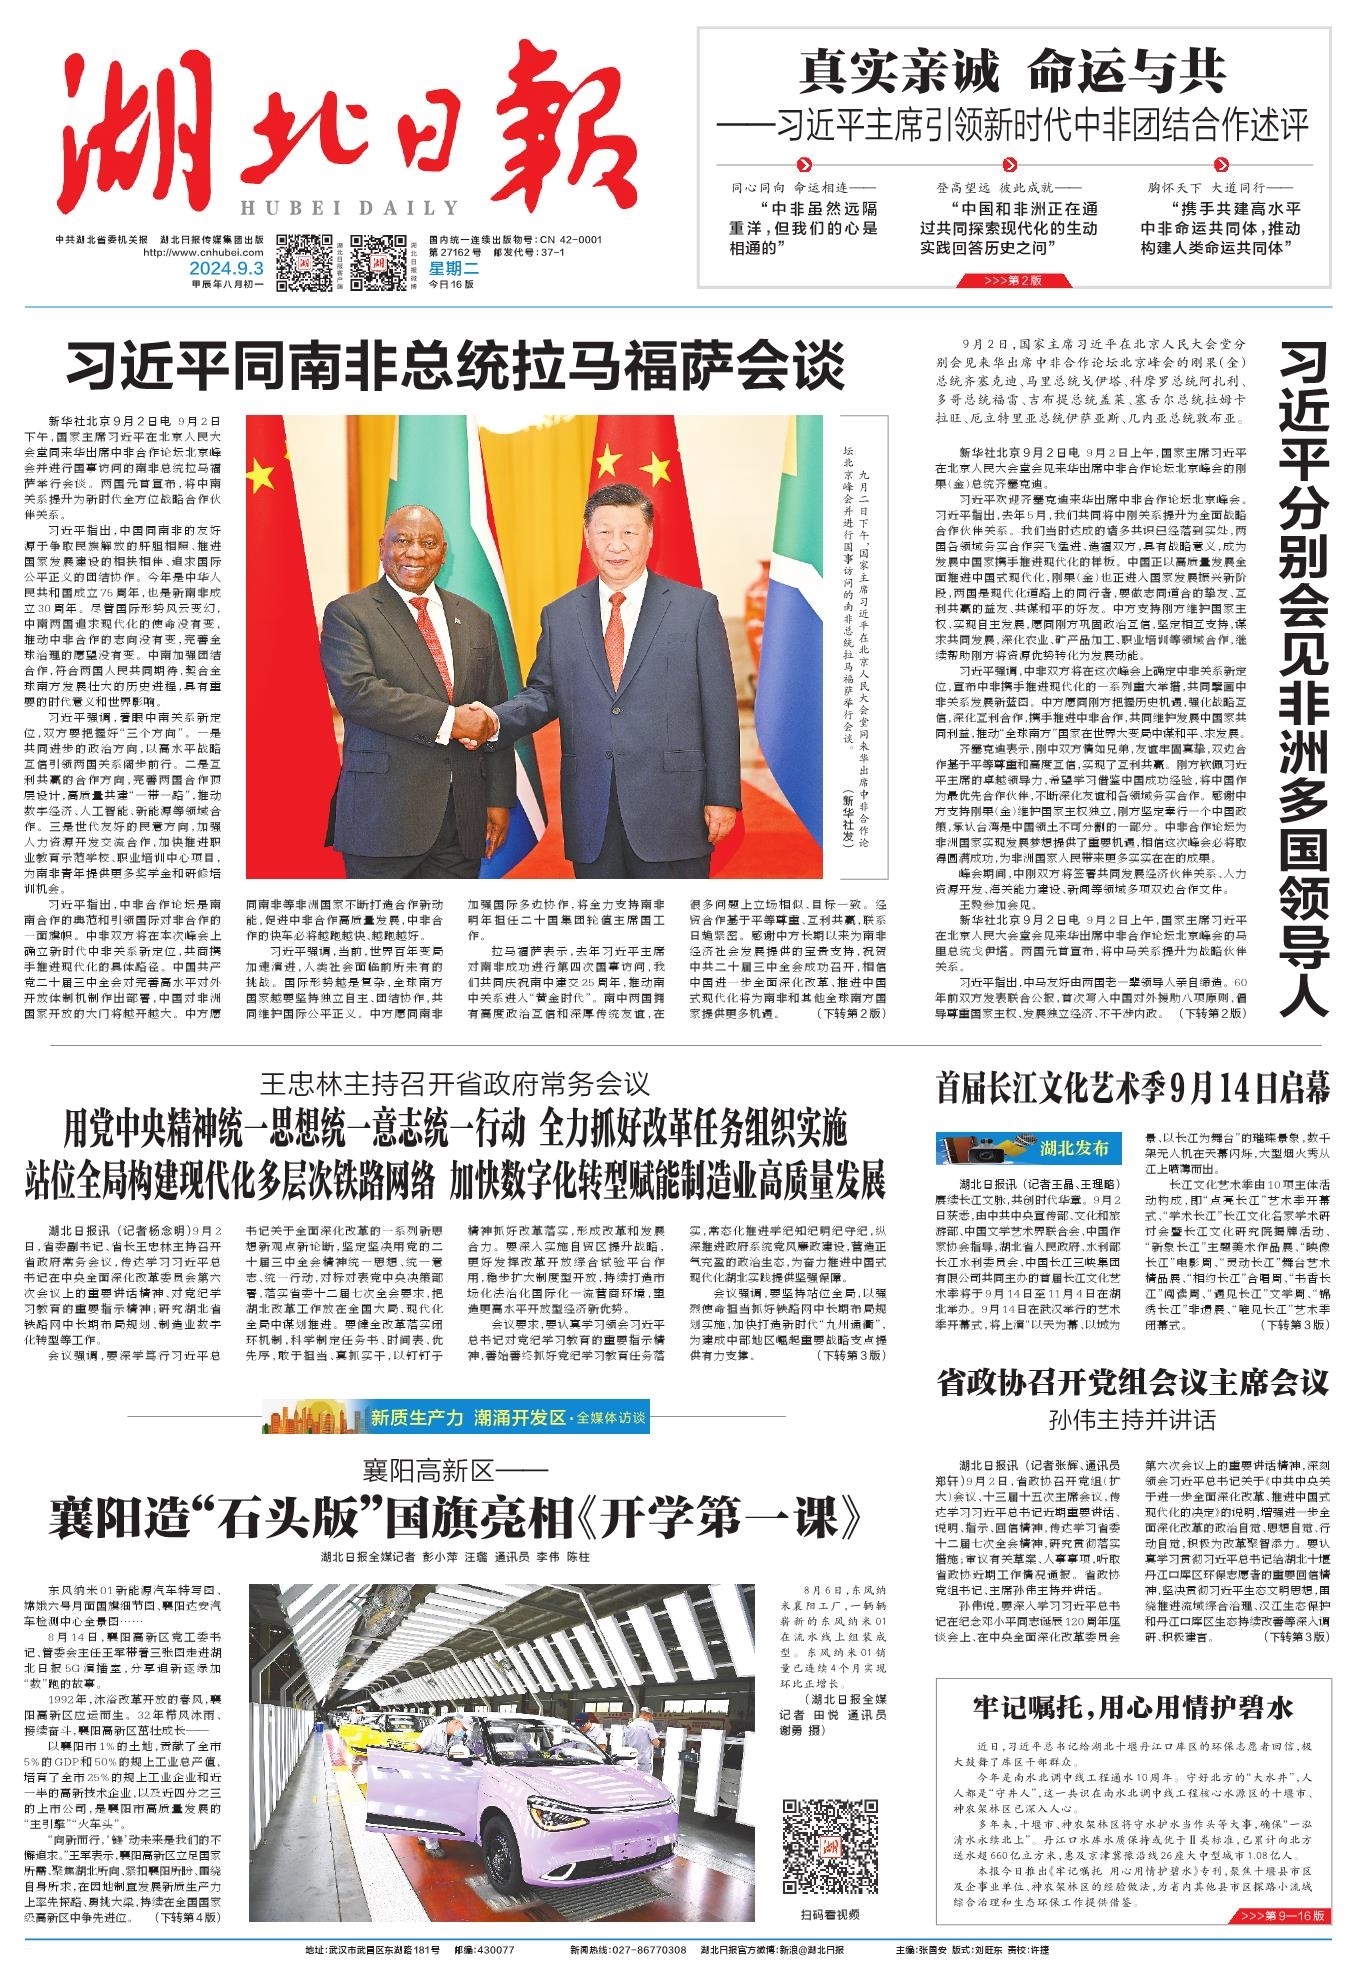 湖北日报
HUBEI DAILY
中共湖北省委机关报 湖北日报传媒集团出版
http://www.cnhubei.com
2024.9.3
甲辰年八月初一
湖北日报客户端
湖北日报微博
国内统一连续出版物号:CN 42-0001
第27162号 邮发代号:37-1
星期二
今日16版
真实亲诚 命运与共
——习近平主席引领新时代中非团结合作述评
同心同向 命运相连——
“中非虽然远隔
重洋,但我们的心是
相通的”
登高望远 彼此成就——
“中国和非洲正在通
过共同探索现代化的生动
实践回答历史之问”
胸怀天下 大道同行——
“携手共建高水平
中非命运共同体,推动
构建人类命运共同体”
>>>第2版
习近平同南非总统拉马福萨会谈
新华社北京9月2日电 9月2日
下午,国家主席习近平在北京人民大
会堂同来华出席中非合作论坛北京峰
会并进行国事访问的南非总统拉马福
萨举行会谈。两国元首宣布,将中南
关系提升为新时代全方位战略合作伙
伴关系。
习近平指出,中国同南非的友好
源于争取民族解放的肝胆相照、推进
国家发展建设的相扶相伴、追求国际
公平正义的团结协作。今年是中华人
民共和国成立75周年,也是新南非成
立30周年。尽管国际形势风云变幻,
中南两国追求现代化的使命没有变,
推动中非合作的志向没有变,完善全
球治理的愿望没有变。中南加强团结
合作,符合两国人民共同期待,契合全
球南方发展壮大的历史进程,具有重
要的时代意义和世界影响。
习近平强调,着眼中南关系新定
位,双方要把握好“三个方向”。一是
共同进步的政治方向,以高水平战略
互信引领两国关系阔步前行。二是互
利共赢的合作方向,完善两国合作顶
层设计,高质量共建“一带一路”,推动
数字经济、人工智能、新能源等领域合
作。三是世代友好的民意方向,加强
人力资源开发交流合作,加快推进职
业教育示范学校、职业培训中心项目,
为南非青年提供更多奖学金和研修培
训机会。
习近平指出,中非合作论坛是南
南合作的典范和引领国际对非合作的
一面旗帜。中非双方将在本次峰会上
确立新时代中非关系新定位,共商携
手推进现代化的具体路径。中国共产
党二十届三中全会对完善高水平对外
开放体制机制作出部署,中国对非洲
国家开放的大门将越开越大。中方愿
同南非等非洲国家不断打造合作新动
能,促进中非合作高质量发展,中非合
作的快车必将越跑越快、越跑越好。
习近平强调,当前,世界百年变局
加速演进,人类社会面临前所未有的
挑战。国际形势越是复杂,全球南方
国家越要坚持独立自主、团结协作,共
同维护国际公平正义。中方愿同南非
加强国际多边协作,将全力支持南非
明年担任二十国集团轮值主席国工
作。
拉马福萨表示,去年习近平主席
对南非成功进行第四次国事访问,我
们共同庆祝南中建交25周年,推动南
中关系进入“黄金时代”。南中两国拥
有高度政治互信和深厚传统友谊,在
很多问题上立场相似、目标一致。经
贸合作基于平等尊重、互利共赢,联系
日臻紧密。感谢中方长期以来为南非
经济社会发展提供的宝贵支持,祝贺
中共二十届三中全会成功召开,相信
中国进一步全面深化改革、推进中国
式现代化将为南非和其他全球南方国
家提供更多机遇。 (下转第2版)
九月二日下午,国家主席习近平在北京人民大会堂同来华出席中非合作论
坛北京峰会并进行国事访问的南非总统拉马福萨举行会谈。
(新华社发)
习近平分别会见非洲多国领导人
9月2日,国家主席习近平在北京人民大会堂分
别会见来华出席中非合作论坛北京峰会的刚果(金)
总统齐塞克迪、马里总统戈伊塔、科摩罗总统阿扎利、
多哥总统福雷、吉布提总统盖莱、塞舌尔总统拉姆卡
拉旺、厄立特里亚总统伊萨亚斯、几内亚总统敦布亚。
新华社北京9月2日电 9月2日上午,国家主席习近平
在北京人民大会堂会见来华出席中非合作论坛北京峰会的刚
果(金)总统齐塞克迪。
习近平欢迎齐塞克迪来华出席中非合作论坛北京峰会。
习近平指出,去年5月,我们共同将中刚关系提升为全面战略
合作伙伴关系。我们当时达成的诸多共识已经落到实处,两
国各领域务实合作突飞猛进、造福双方,具有战略意义,成为
发展中国家携手推进现代化的样板。中国正以高质量发展全
面推进中国式现代化,刚果(金)也正进入国家发展振兴新阶
段,两国是现代化道路上的同行者,要做志同道合的挚友、互
利共赢的益友、共谋和平的好友。中方支持刚方维护国家主
权、实现自主发展,愿同刚方巩固政治互信,坚定相互支持,谋
求共同发展,深化农业、矿产品加工、职业培训等领域合作,继
续帮助刚方将资源优势转化为发展动能。
习近平强调,中非双方将在这次峰会上确定中非关系新定
位,宣布中非携手推进现代化的一系列重大举措,共同擘画中
非关系发展新蓝图。中方愿同刚方把握历史机遇,强化战略互
信,深化互利合作,携手推进中非合作,共同维护发展中国家共
同利益,推动“全球南方”国家在世界大变局中谋和平、求发展。
齐塞克迪表示,刚中双方情如兄弟,友谊牢固真挚,双边合
作基于平等尊重和高度互信,实现了互利共赢。刚方钦佩习近
平主席的卓越领导力,希望学习借鉴中国成功经验,将中国作
为最优先合作伙伴,不断深化友谊和各领域务实合作。感谢中
方支持刚果(金)维护国家主权独立,刚方坚定奉行一个中国政
策,承认台湾是中国领土不可分割的一部分。中非合作论坛为
非洲国家实现发展梦想提供了重要机遇,相信这次峰会必将取
得圆满成功,为非洲国家人民带来更多实实在在的成果。
峰会期间,中刚双方将签署共同发展经济伙伴关系、人力
资源开发、海关能力建设、新闻等领域多项双边合作文件。
王毅参加会见。
新华社北京9月2日电 9月2日上午,国家主席习近平
在北京人民大会堂会见来华出席中非合作论坛北京峰会的马
里总统戈伊塔。两国元首宣布,将中马关系提升为战略伙伴
关系。
习近平指出,中马友好由两国老一辈领导人亲自缔造。60
年前双方发表联合公报,首次写入中国对外援助八项原则,倡
导尊重国家主权、发展独立经济、不干涉内政。 (下转第2版)
王忠林主持召开省政府常务会议
用党中央精神统一思想统一意志统一行动 全力抓好改革任务组织实施
站位全局构建现代化多层次铁路网络 加快数字化转型赋能制造业高质量发展
湖北日报讯 (记者杨念明)9月2
日,省委副书记、省长王忠林主持召开
省政府常务会议,传达学习习近平总
书记在中央全面深化改革委员会第六
次会议上的重要讲话精神、对党纪学
习教育的重要指示精神;研究湖北省
铁路网中长期布局规划、制造业数字
化转型等工作。
会议强调,要深学笃行习近平总
书记关于全面深化改革的一系列新思
想新观点新论断,坚定坚决用党的二
十届三中全会精神统一思想、统一意
志、统一行动,对标对表党中央决策部
署,落实省委十二届七次全会要求,把
湖北改革工作放在全国大局、现代化
全局中谋划推进。要健全改革落实闭
环机制,科学制定任务书、时间表、优
先序,敢于担当、真抓实干,以钉钉子
精神抓好改革落实,形成改革和发展
合力。要深入实施自贸区提升战略,
更好发挥改革开放综合试验平台作
用,稳步扩大制度型开放,持续打造市
场化法治化国际化一流营商环境,塑
造更高水平开放型经济新优势。
会议要求,要认真学习领会习近平
总书记对党纪学习教育的重要指示精
神,善始善终抓好党纪学习教育任务落
实,常态化推进学纪知纪明纪守纪,纵
深推进政府系统党风廉政建设,营造正
气充盈的政治生态,为奋力推进中国式
现代化湖北实践提供坚强保障。
会议强调,要坚持站位全局,以强
烈使命担当抓好铁路网中长期布局规
划实施,加快打造新时代“九州通衢”,
为建成中部地区崛起重要战略支点提
供有力支撑。 (下转第3版)
首届长江文化艺术季9月14日启幕
湖北发布
湖北日报讯 (记者王晶、王理略)
赓续长江文脉,共创时代华章。9月2
日获悉,由中共中央宣传部、文化和旅
游部、中国文学艺术界联合会、中国作
家协会指导,湖北省人民政府、水利部
长江水利委员会、中国长江三峡集团
有限公司共同主办的首届长江文化艺
术季将于9月14日至11月4日在湖
北举办。9月14日在武汉举行的艺术
季开幕式,将上演“以天为幕、以城为
景、以长江为舞台”的璀璨景象,数千
架无人机在天幕闪烁,大型烟火秀从
江上喷薄而出。
长江文化艺术季由10项主体活
动构成,即“点亮长江”艺术季开幕
式、“学术长江”长江文化名家学术研
讨会暨长江文化研究院揭牌活动、
“新象长江”主题美术作品展、“映像
长江”电影周、“灵动长江”舞台艺术
精品展、“相约长江”合唱周、“书香长
江”阅读周、“遇见长江”文学周、“锦
绣长江”非遗展、“唯见长江”艺术季
闭幕式。 (下转第3版)
省政协召开党组会议主席会议
孙伟主持并讲话
湖北日报讯 (记者张辉、通讯员
郑轩)9月2日,省政协召开党组(扩
大)会议、十三届十五次主席会议,传
达学习习近平总书记近期重要讲话、
说明、指示、回信精神,传达学习省委
十二届七次全会精神,研究贯彻落实
措施;审议有关草案、人事事项,听取
省政协近期工作情况通报。省政协
党组书记、主席孙伟主持并讲话。
孙伟说,要深入学习习近平总书
记在纪念邓小平同志诞辰120周年座
谈会上、在中央全面深化改革委员会
第六次会议上的重要讲话精神,深刻
领会习近平总书记关于《中共中央关
于进一步全面深化改革、推进中国式
现代化的决定》的说明,增强进一步全
面深化改革的政治自觉、思想自觉、行
动自觉,积极为改革聚智添力。要认
真学习贯彻习近平总书记给湖北十堰
丹江口库区环保志愿者的重要回信精
神,坚决贯彻习近平生态文明思想,围
绕推进流域综合治理、汉江生态保护
和丹江口库区生态持续改善等深入调
研、积极建言。 (下转第3版)
新质生产力 潮涌开发区·全媒体访谈
襄阳高新区——
襄阳造“石头版”国旗亮相《开学第一课》
湖北日报全媒记者 彭小萍 汪璐 通讯员 李伟 陈柱
东风纳米01新能源汽车特写图、
嫦娥六号月面国旗细节图、襄阳达安汽
车检测中心全景图……
8月14日,襄阳高新区党工委书
记、管委会主任王军带着三张图走进湖
北日报5G演播室,分享追新逐绿加
“数”跑的故事。
1992年,沐浴改革开放的春风,襄
阳高新区应运而生。32年栉风沐雨、
接续奋斗,襄阳高新区茁壮成长——
以襄阳市1%的土地,贡献了全市
5%的GDP和50%的规上工业总产值,
培育了全市25%的规上工业企业和近
一半的高新技术企业,以及近四分之三
的上市公司,是襄阳市高质量发展的
“主引擎”“火车头”。
“向新而行,‘襄’动未来是我们的不
懈追求。”王军表示,襄阳高新区立足国家
所需、聚焦湖北所向、紧扣襄阳所盼、围绕
自身所求,在因地制宜发展新质生产力
上率先探路、勇挑大梁,持续在全国国家
级高新区中争先进位。 (下转第4版)
8月6日,东风纳
米襄阳工厂,一辆辆
崭新的东风纳米01
在流水线上组装成
型。东风纳米01销
量已连续4个月实现
环比正增长。
(湖北日报全媒
记者 田悦 通讯员
谢勇 摄)
扫码看视频
牢记嘱托,用心用情护碧水
近日,习近平总书记给湖北十堰丹江口库区的环保志愿者回信,极
大鼓舞了库区干部群众。
今年是南水北调中线工程通水10周年。守好北方的“大水井”,人
人都是“守井人”,这一共识在南水北调中线工程核心水源区的十堰市、
神农架林区已深入人心。
多年来,十堰市、神农架林区将守水护水当作头等大事,确保“一泓
清水永续北上”。丹江口水库水质保持或优于Ⅱ类标准,已累计向北方
送水超660亿立方米,惠及京津冀豫沿线26座大中型城市1.08亿人。
本报今日推出《牢记嘱托 用心用情护碧水》专刊,聚焦十堰县市区
及企事业单位、神农架林区的经验做法,为省内其他县市区探路小流域
综合治理和生态环保工作提供借鉴。
>>>第9—16版
地址:武汉市武昌区东湖路181号 邮编:430077 新闻热线:027-86770308 湖北日报官方微博:新浪@湖北日报 主编:张国安 版式:刘旺东 责校:许捷